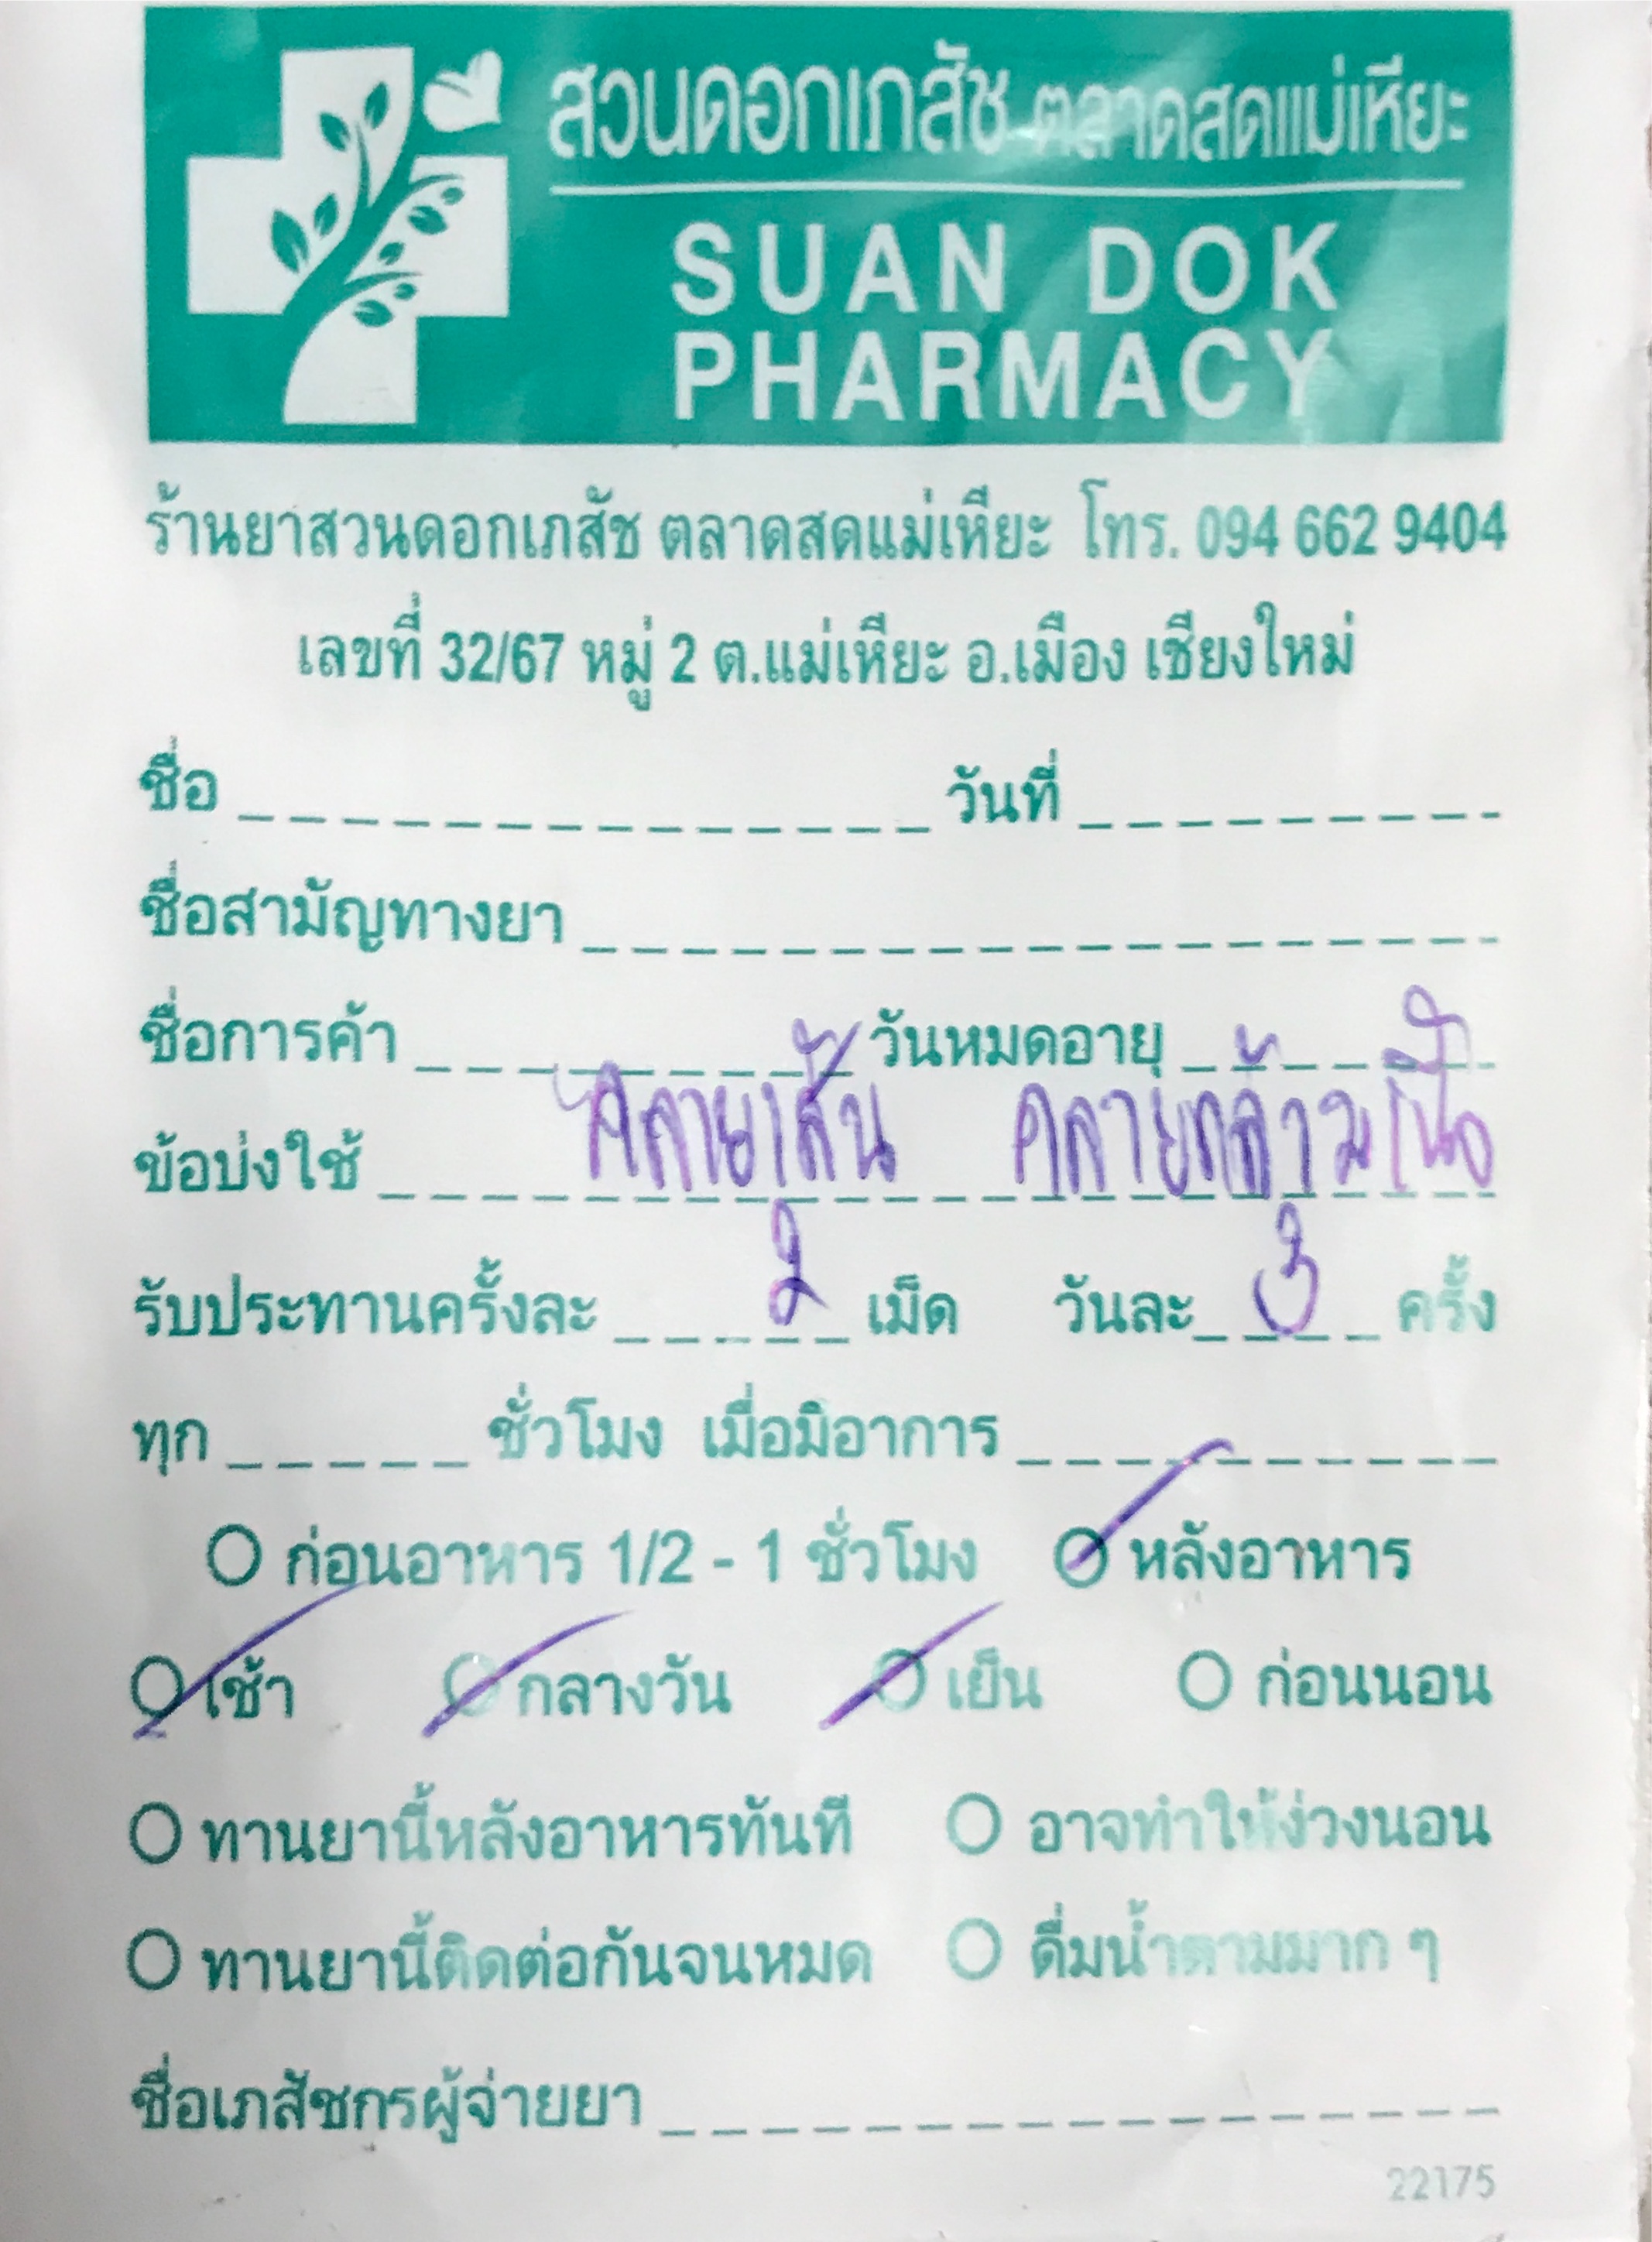 สวนดอกเภสัช ตลาดสดแม่เหียะ
SUAN DOK
PHARMACY
ร้านยาสวนดอกเภสัช ตลาดสดแม่เหียะ โทร. 094 662 9404
เลขที่ 32/67 หมู่ 2 ต.แม่เหียะ อ.เมือง เชียงใหม่
ชื่อ วันที่
ชื่อสามัญทางยา
ชื่อการค้า วันหมดอายุ
ข้อบ่งใช้ คลายเส้น คลายกล้ามเนื้อ
รับประทานครั้งละ 2 เม็ด วันละ 3 ครั้ง
ทุก ชั่วโมง เมื่อมีอาการ
ก่อนอาหาร 1/2 - 1 ชั่วโมง หลังอาหาร
เช้า กลางวัน เย็น ก่อนนอน
ทานยานี้หลังอาหารทันที อาจทำให้ง่วงนอน
ทานยานี้ติดต่อกันจนหมด ดื่มน้ำตามมาก ๆ
ชื่อเภสัชกรผู้จ่ายยา
22175